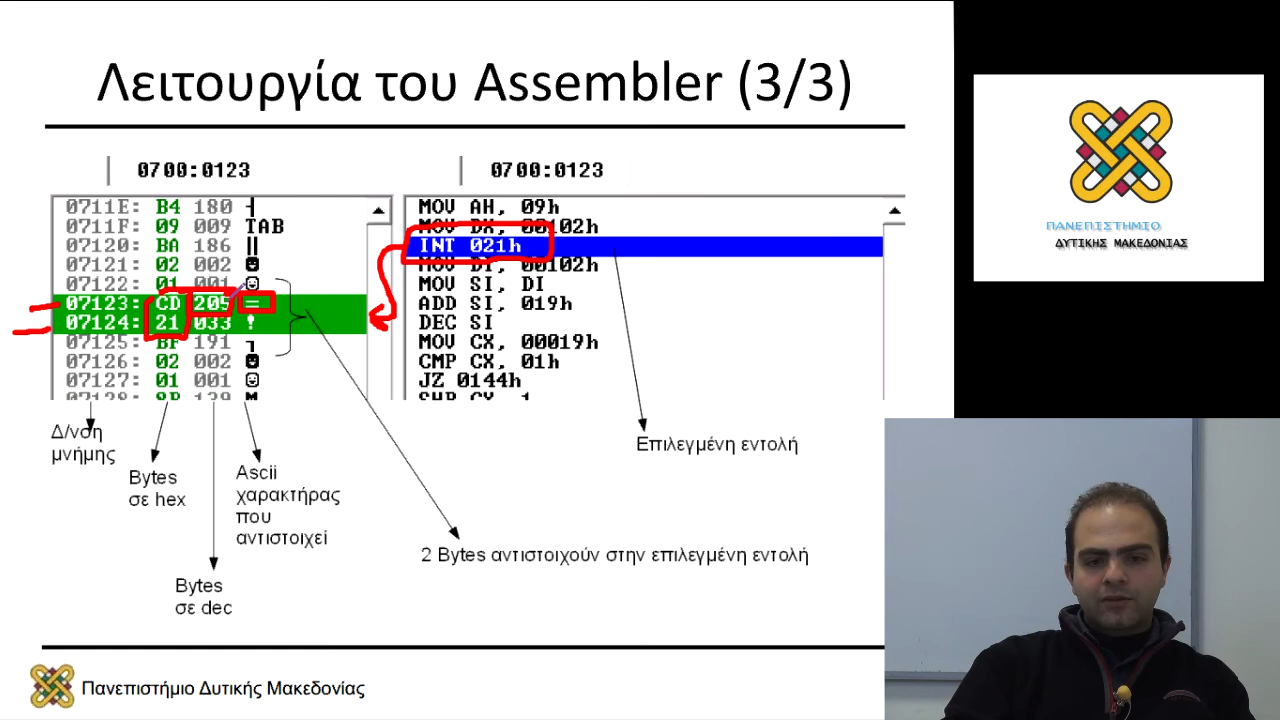 Λειτουργία του Assembler (3/3)
0700:0123
0711E: B4 180 ┤
0711F: 09 009 TAB
07120: BA 186 ║
07121: 02 002 ☻
07122: 01 001 ☺
07123: CD 205 =
07124: 21 033 !
07125: BF 191 ┐
07126: 02 002 ☻
07127: 01 001 ☺
0700:0123
MOV AH, 09h
MOV DX, 00102h
INT 021h
MOV DI, 00102h
MOV SI, DI
ADD SI, 019h
DEC SI
MOV CX, 00019h
CMP CX, 01h
JZ 0144h
Δ/νση
μνήμης
Bytes
σε hex
Bytes
σε dec
Ascii
χαρακτήρας
που
αντιστοιχεί
Επιλεγμένη εντολή
2 Bytes αντιστοιχούν στην επιλεγμένη εντολή
Πανεπιστήμιο Δυτικής Μακεδονίας
ΠΑΝΕΠΙΣΤΗΜΙΟ
ΔΥΤΙΚΗΣ ΜΑΚΕΔΟΝΙΑΣ